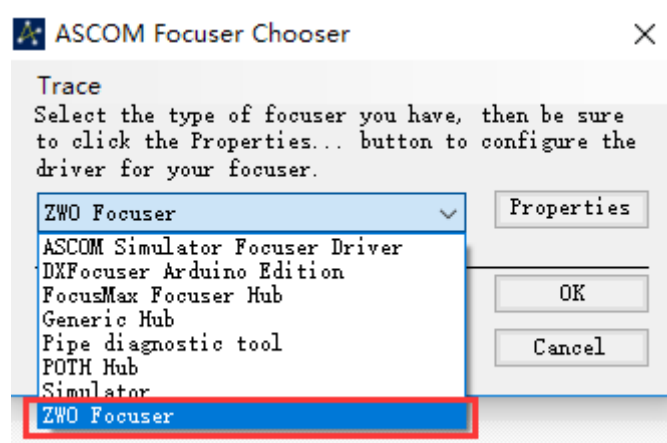 ASCOM Focuser Chooser
Trace
Select the type of focuser you have, then be sure
to click the Properties... button to configure the
driver for your focuser.
ZWO Focuser
Properties
ASCOM Simulator Focuser Driver
DXFocuser Arduino Edition
FocusMax Focuser Hub
Generic Hub
Pipe diagnostic tool
POTH Hub
Simulator
ZWO Focuser
OK
Cancel